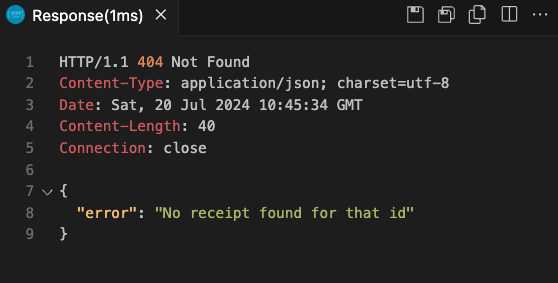 Response(1ms)
1 HTTP/1.1 404 Not Found
2 Content-Type: application/json; charset=utf-8
3 Date: Sat, 20 Jul 2024 10:45:34 GMT
4 Content-Length: 40
5 Connection: close
6
7 {
8 "error": "No receipt found for that id"
9 }